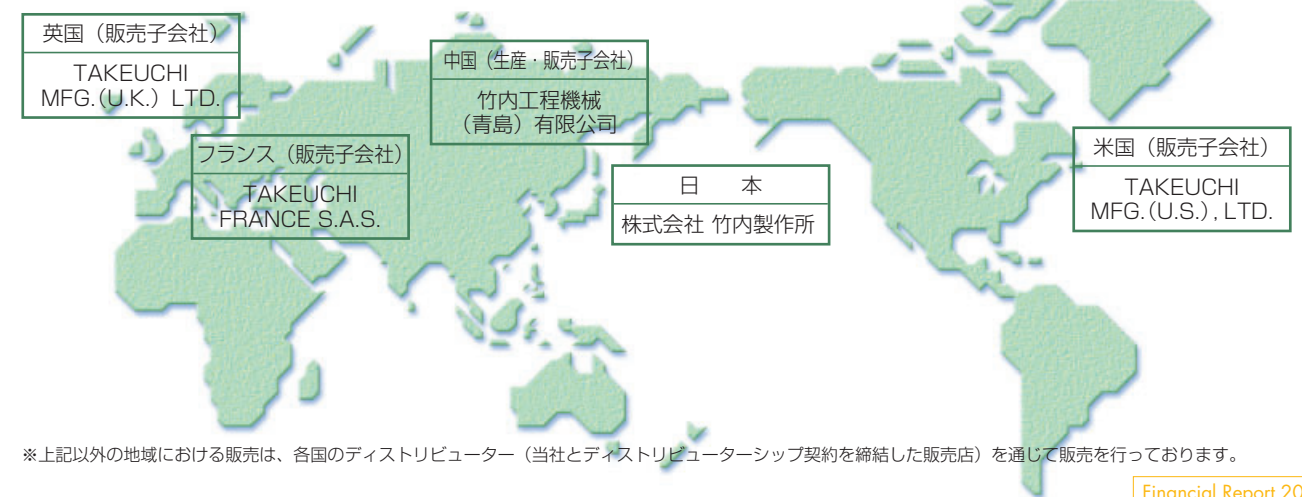 英国（販売子会社）
TAKEUCHI
MFG.(U.K.) LTD.
中国（生産・販売子会社）
竹内工程機械
（青島）有限公司
フランス（販売子会社）
TAKEUCHI
FRANCE S.A.S.
日　本
株式会社 竹内製作所
米国（販売子会社）
TAKEUCHI
MFG.(U.S.), LTD.
※上記以外の地域における販売は、各国のディストリビューター（当社とディストリビューターシップ契約を締結した販売店）を通じて販売を行っております。
Financial Report 20